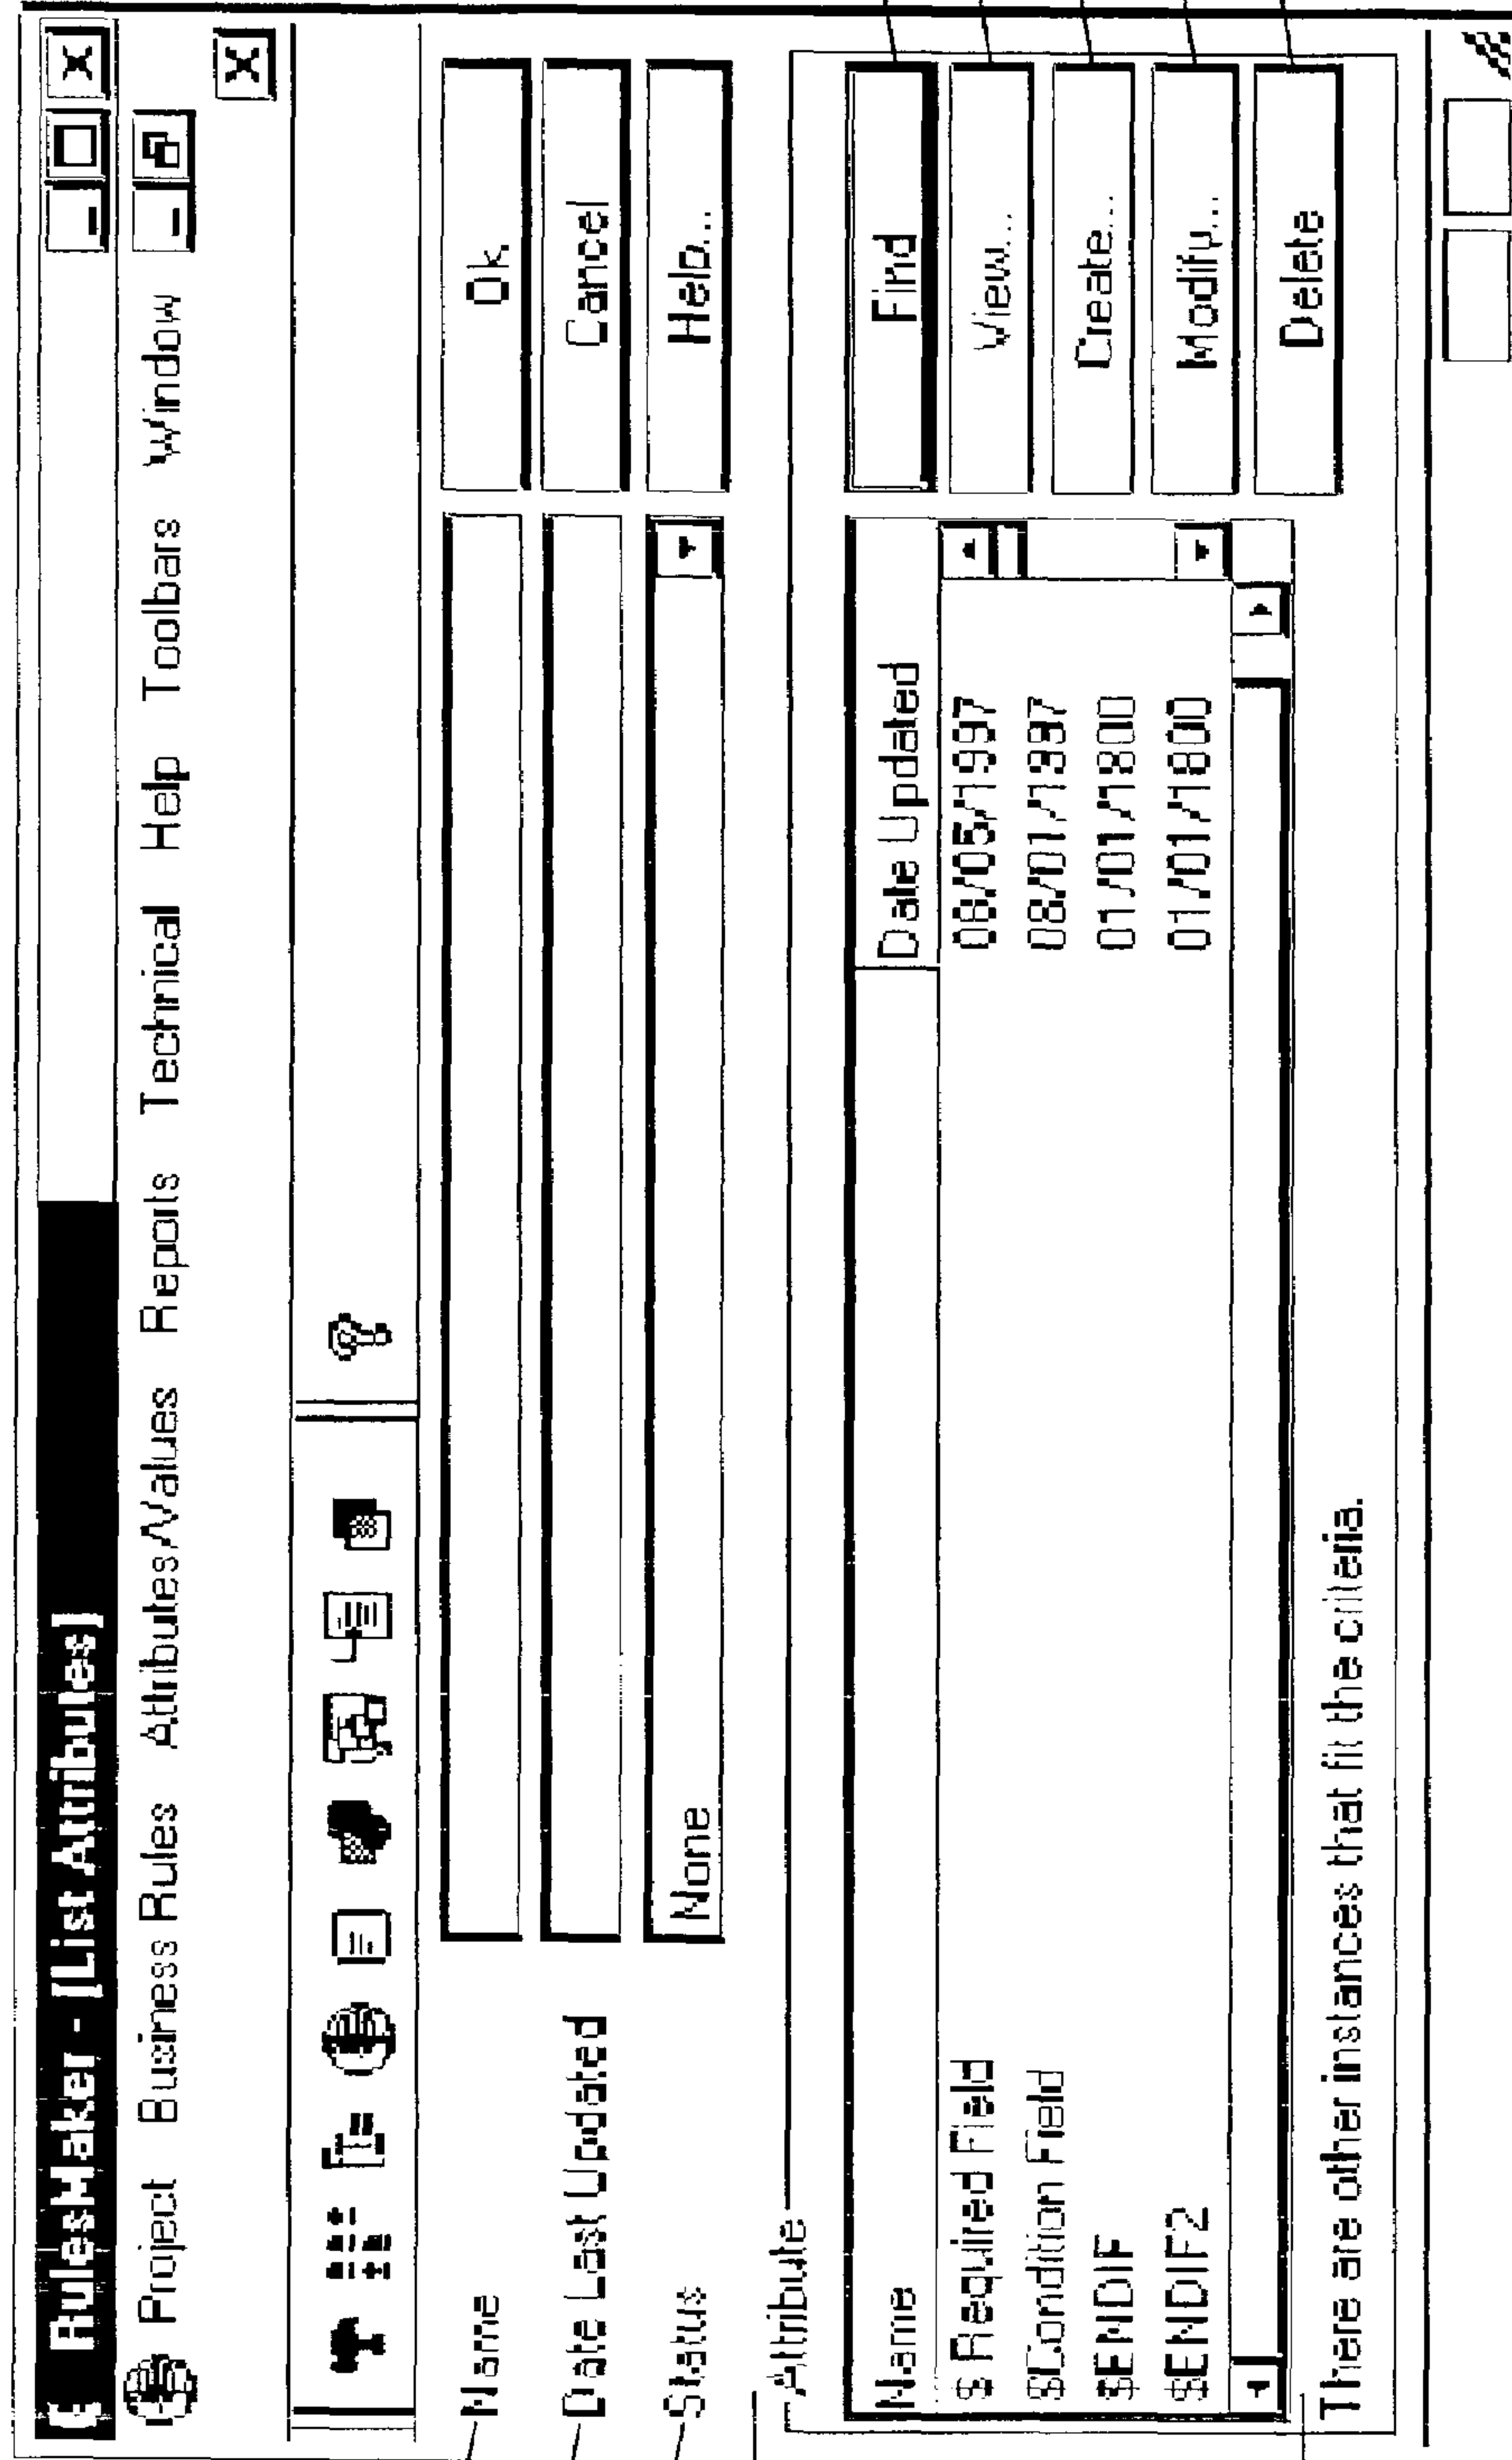 RulesMaker - [List Attributes]
Project Business Rules Attributes/Values Reports Technical Help Toolbars Window
Name
Ok
Date Last Updated
Cancel
Status
None
Help...
Attribute
Name Date Updated
$ Required Field 08/05/1997
$Condition Field 08/01/1997
$ENDIF 01/01/1800
$ENDIF2 01/01/1800
Find
View...
Create...
Modify...
Delete
There are other instances that fit the criteria.